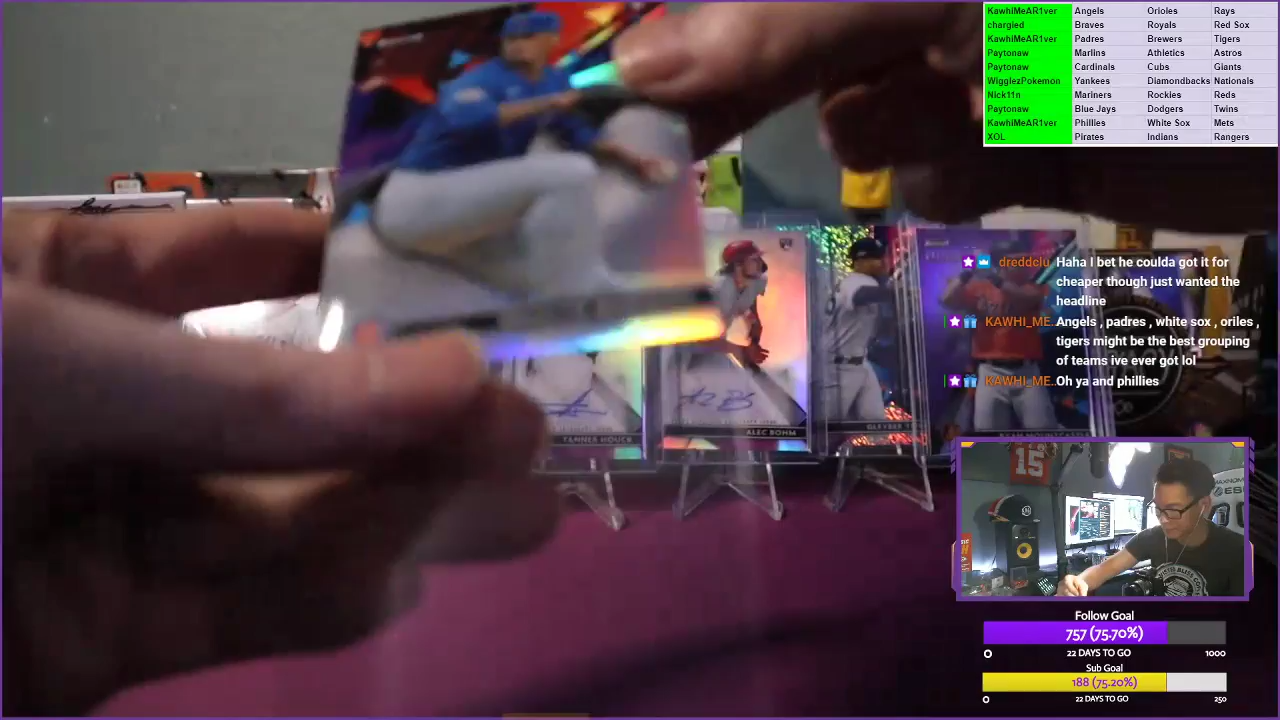 KawhiMeAR1ver Angels Orioles Rays
chargied Braves Royals Red Sox
KawhiMeAR1ver Padres Brewers Tigers
Paytonaw Marlins Athletics Astros
Paytonaw Cardinals Cubs Giants
WigglezPokemon Yankees Diamondbacks Nationals
Nick11n Mariners Rockies Reds
Paytonaw Blue Jays Dodgers Twins
KawhiMeAR1ver Phillies White Sox Mets
XOL Pirates Indians Rangers
dreddclu Haha I bet he coulda got it for
cheaper though just wanted the
headline
KAWHI_ME.. Angels , padres , white sox , oriles ,
tigers might be the best grouping
of teams ive ever got lol
KAWHI_ME.. Oh ya and phillies
TANNER HOUCK
ALEC BOHM
GLEYBER
RYAN MOUNTCASTLE
15
Follow Goal
757 (75.70%)
0 22 DAYS TO GO 1000
Sub Goal
188 (75.20%)
0 22 DAYS TO GO 250